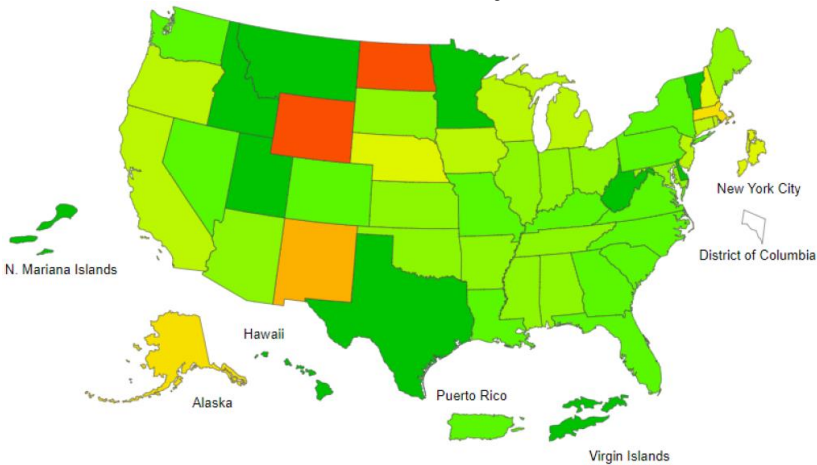 New York City
District of Columbia
N. Mariana Islands
Hawaii
Alaska
Puerto Rico
Virgin Islands